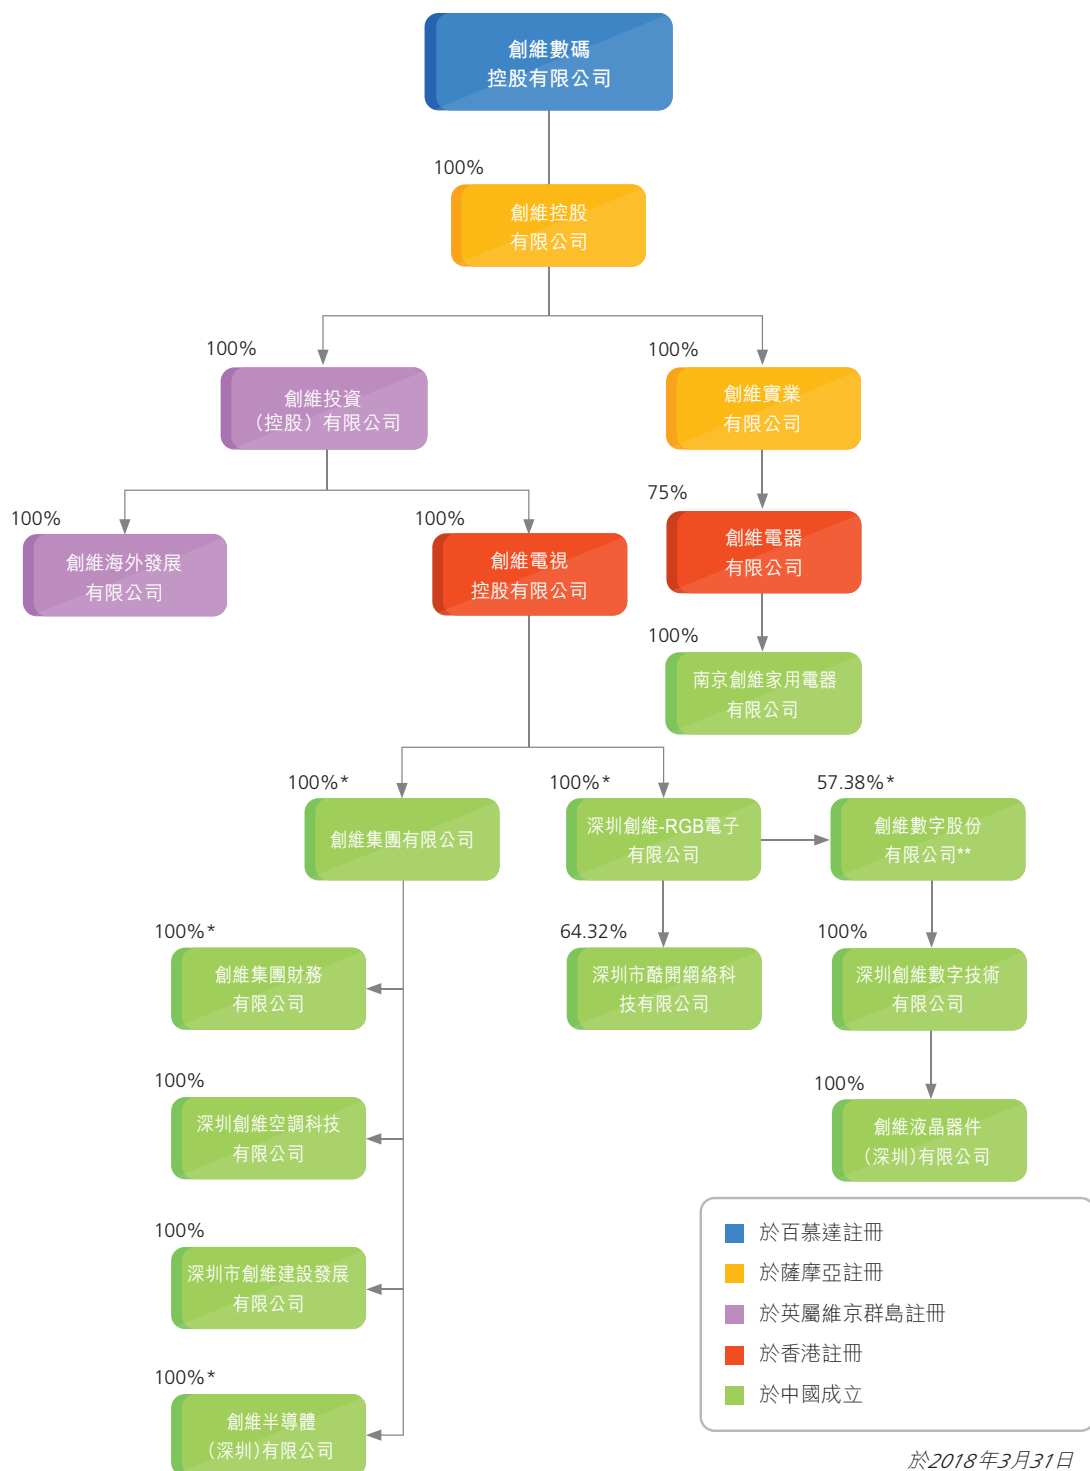 創維數碼
控股有限公司
100%
創維控股
有限公司
100%
創維投資
（控股）有限公司
100%
創維實業
有限公司
100%
創維海外發展
有限公司
100%
創維電視
控股有限公司
75%
創維電器
有限公司
100%
南京創維家用電器
有限公司
100%*
創維集團有限公司
100%*
深圳創維-RGB電子
有限公司
57.38%*
創維數字股份
有限公司**
100%*
創維集團財務
有限公司
64.32%
深圳市酷開網絡科
技有限公司
100%
深圳創維數字技術
有限公司
100%
深圳創維空調科技
有限公司
100%
創維液晶器件
（深圳）有限公司
100%
深圳市創維建設發展
有限公司
100%*
創維半導體
（深圳）有限公司
於百慕達註冊
於薩摩亞註冊
於英屬維京群島註冊
於香港註冊
於中國成立
於2018年3月31日